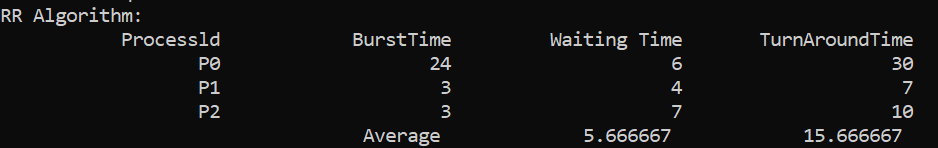 RR Algorithm:
Processld BurstTime Waiting Time TurnAroundTime
P0 24 6 30
P1 3 4 7
P2 3 7 10
Average 5.666667 15.666667